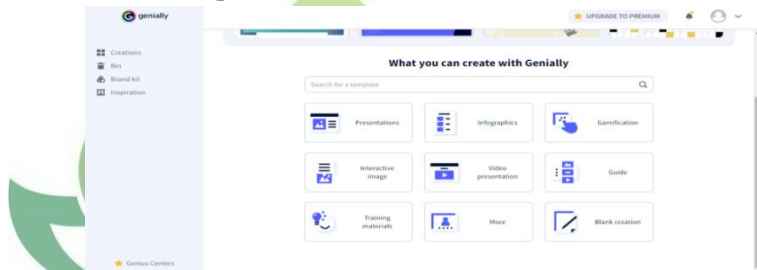 genially
UPGRADE TO PREMIUM
Creations
Bin
Brand kit
Inspiration
What you can create with Genially
Search for a template
Presentations
Infographics
Gamification
Interactive
image
Video
presentation
Guide
Training
materials
More
Blank creation
Genius Centers